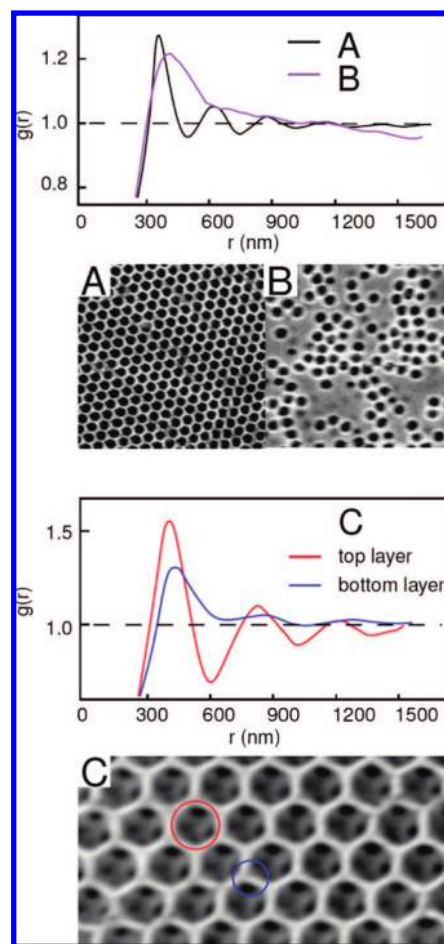 A
B
g(r)
1.2
1.0
0.8
0 300 600 900 1200 1500
r (nm)
A B
C
top layer
bottom layer
g(r)
1.5
1.0
0 300 600 900 1200 1500
r (nm)
C